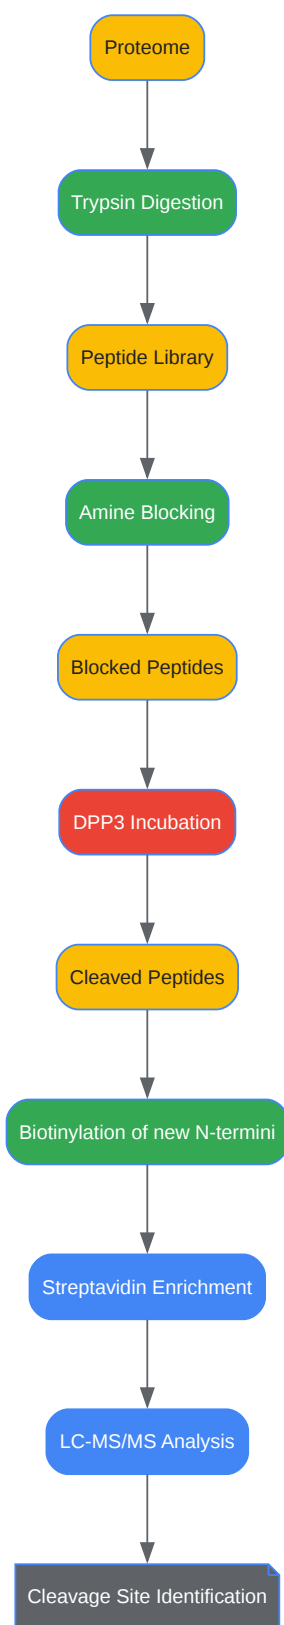 Proteome
Trypsin Digestion
Peptide Library
Amine Blocking
Blocked Peptides
DPP3 Incubation
Cleaved Peptides
Biotinylation of new N-termini
Streptavidin Enrichment
LC-MS/MS Analysis
Cleavage Site Identification